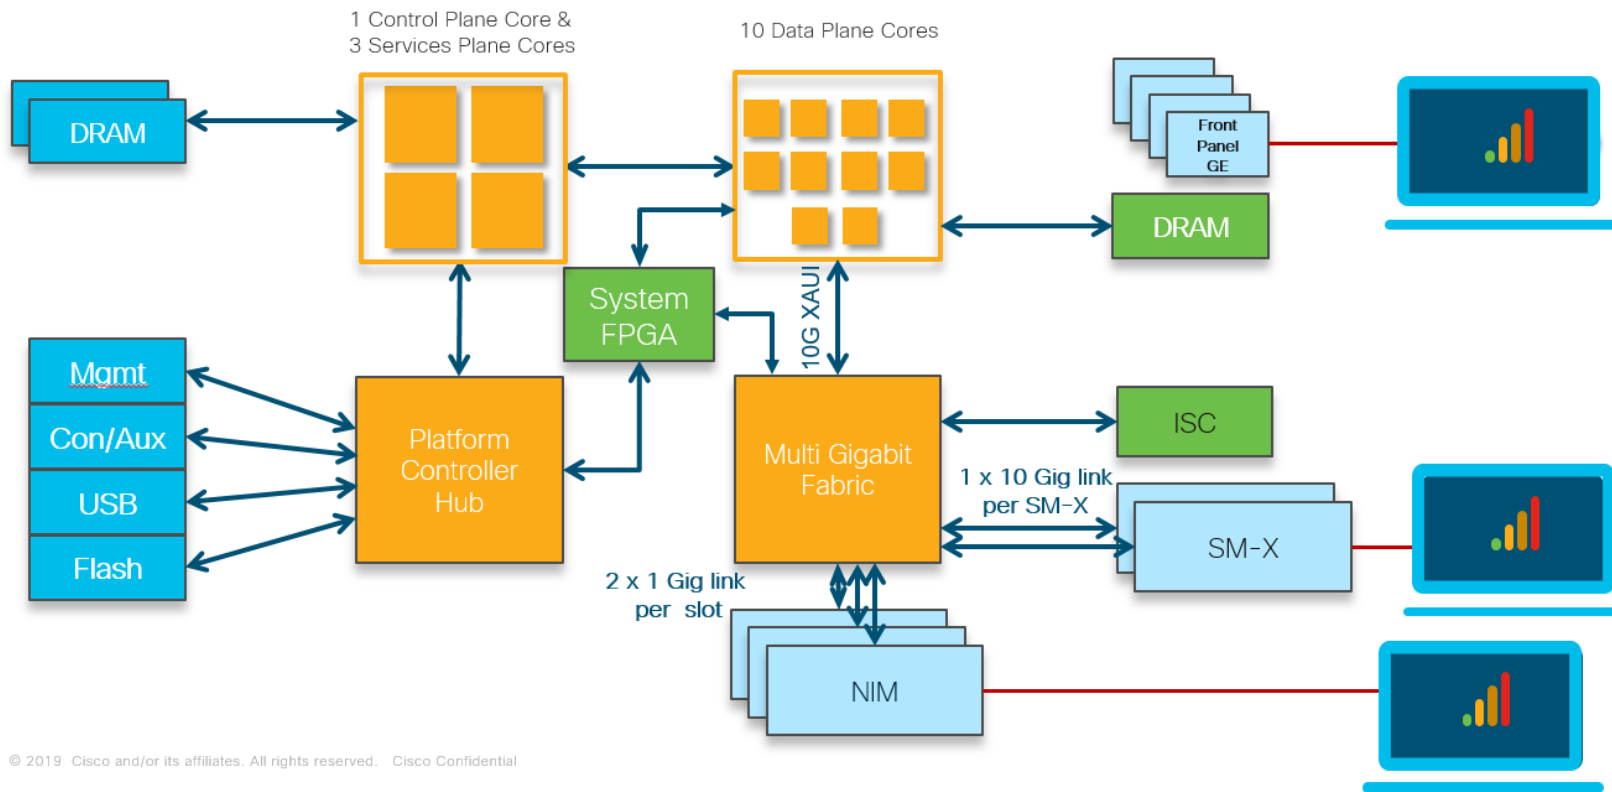 1 Control Plane Core &
3 Services Plane Cores
10 Data Plane Cores
DRAM
Front
Panel
GE
DRAM
System
FPGA
10G XAUI
Mgmt
Con/Aux
USB
Flash
Platform
Controller
Hub
Multi Gigabit
Fabric
ISC
1 x 10 Gig link
per SM-X
SM-X
2 x 1 Gig link
per slot
NIM
© 2019 Cisco and/or its affiliates. All rights reserved. Cisco Confidential